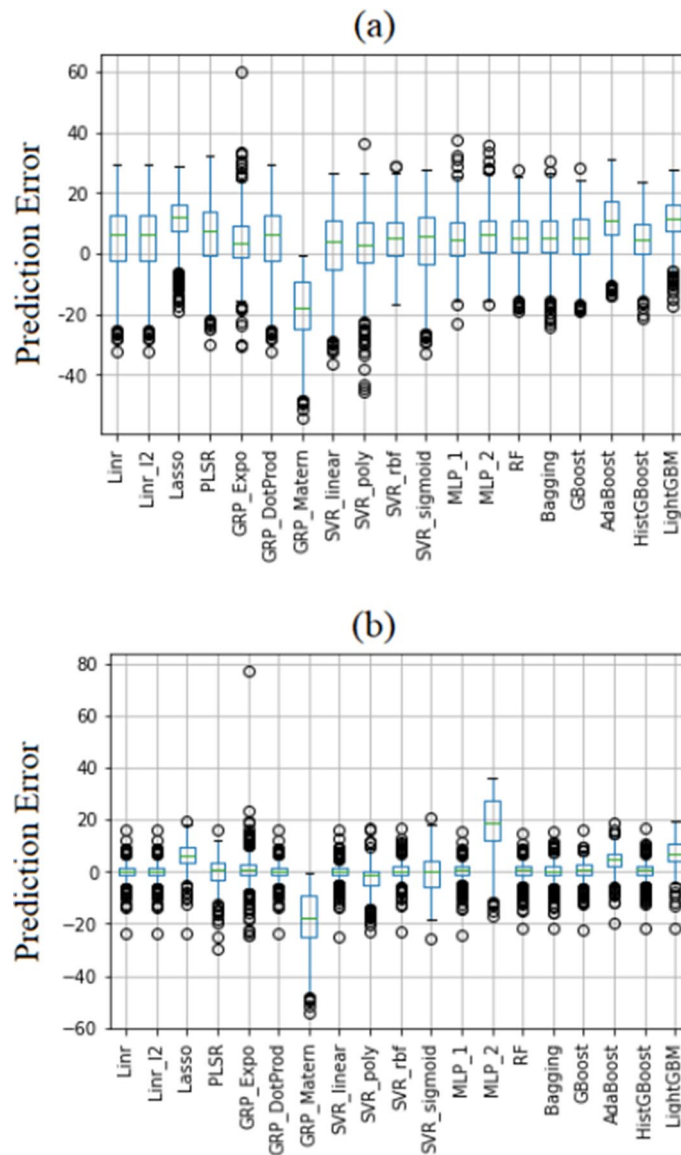 (a)
Prediction Error
60
40
20
0
-20
-40
Linr
Linr_l2
Lasso
PLSR
GRP_Expo
GRP_DotProd
GRP_Matern
SVR_linear
SVR_poly
SVR_rbf
SVR_sigmoid
MLP_1
MLP_2
RF
Bagging
GBoost
AdaBoost
HistGBoost
LightGBM
(b)
Prediction Error
80
60
40
20
0
-20
-40
-60
Linr
Linr_l2
Lasso
PLSR
GRP_Expo
GRP_DotProd
GRP_Matern
SVR_linear
SVR_poly
SVR_rbf
SVR_sigmoid
MLP_1
MLP_2
RF
Bagging
GBoost
AdaBoost
HistGBoost
LightGBM